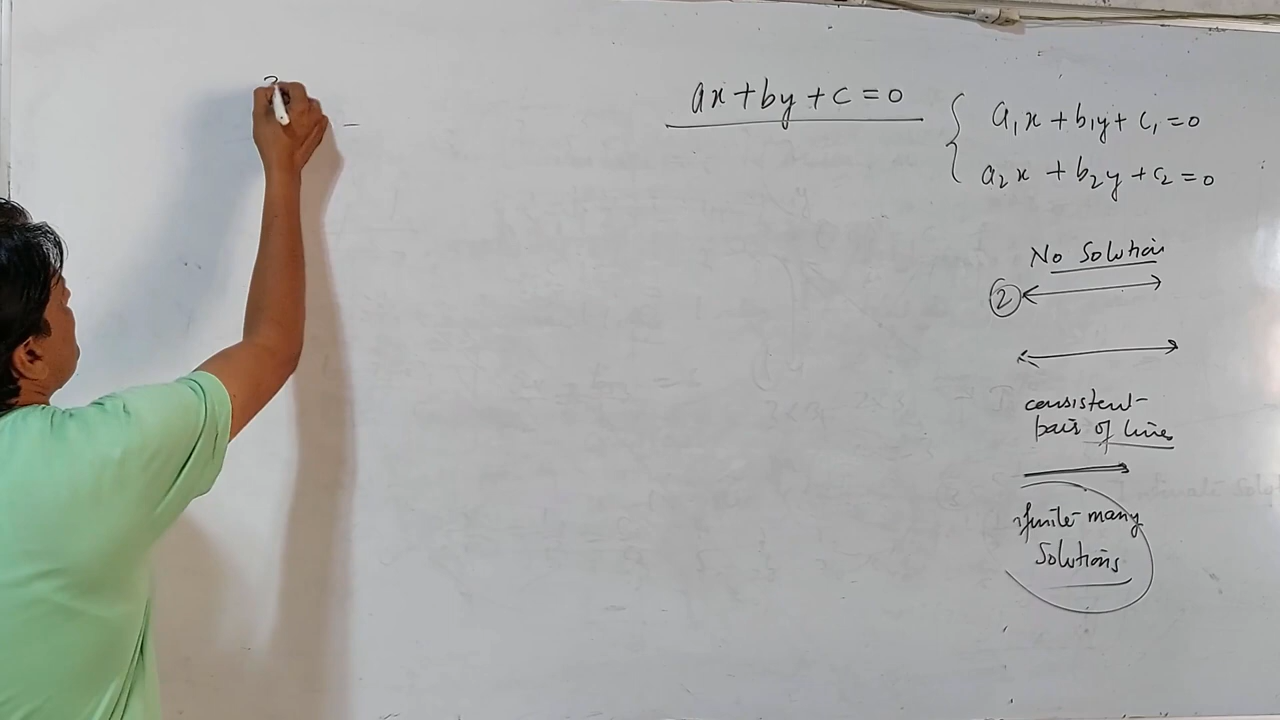 ax + by + c = 0
a₁x + b₁y + c₁ = 0
a₂x + b₂y + c₂ = 0
No Solution
②
consistent
pair of lines
many
Solutions